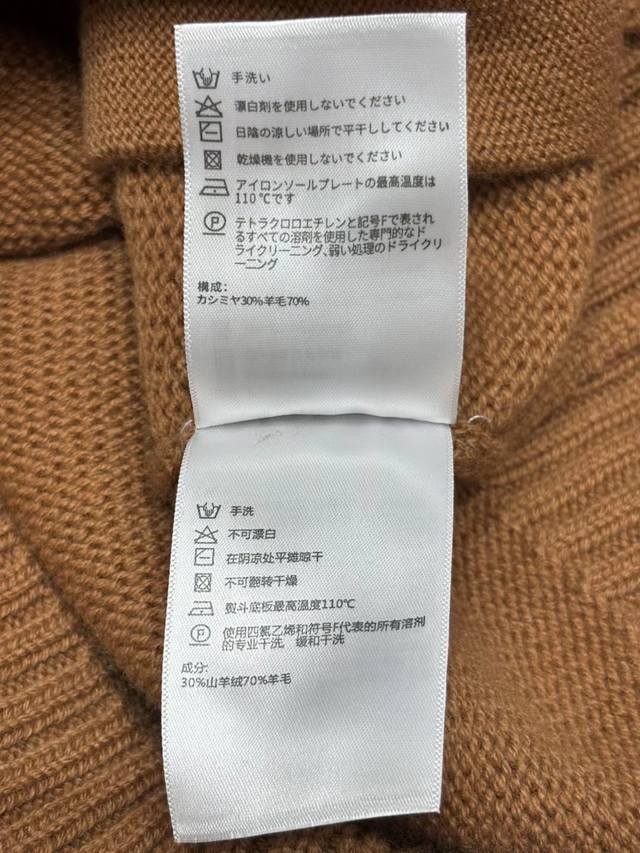 手洗い
漂白剤を使用しないでください
日陰の涼しい場所で平干ししてください
乾燥機を使用しないでください
アイロンソールプレートの最高温度は
110℃です
P
テトラクロロエチレンと記号Fで表され
るすべての溶剤を使用した専門的なド
ライクリーニング、弱い処理のドライクリ
ーニング
構成:
カシミヤ30%羊毛70%
手洗
不可漂白
在阴凉处平摊晾干
不可翻转干燥
熨斗底板最高温度110℃
P
使用四氯乙烯和符号F代表的所有溶剂
的专业干洗，缓和干洗
成分:
30%山羊绒70%羊毛